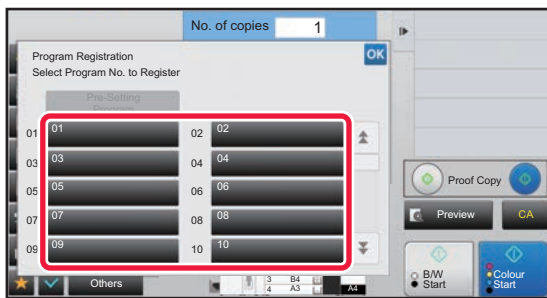 No. of copies 1
Program Registration
OK
Select Program No. to Register
Pre-Setting
Program
01 01 02 02
03 03 04 04
05 05 06 06
07 07 08 08
09 09 10 10
Proof Copy
Preview CA
B/W
Start
Colour
Start
Others
3 B4
4 A3
A4